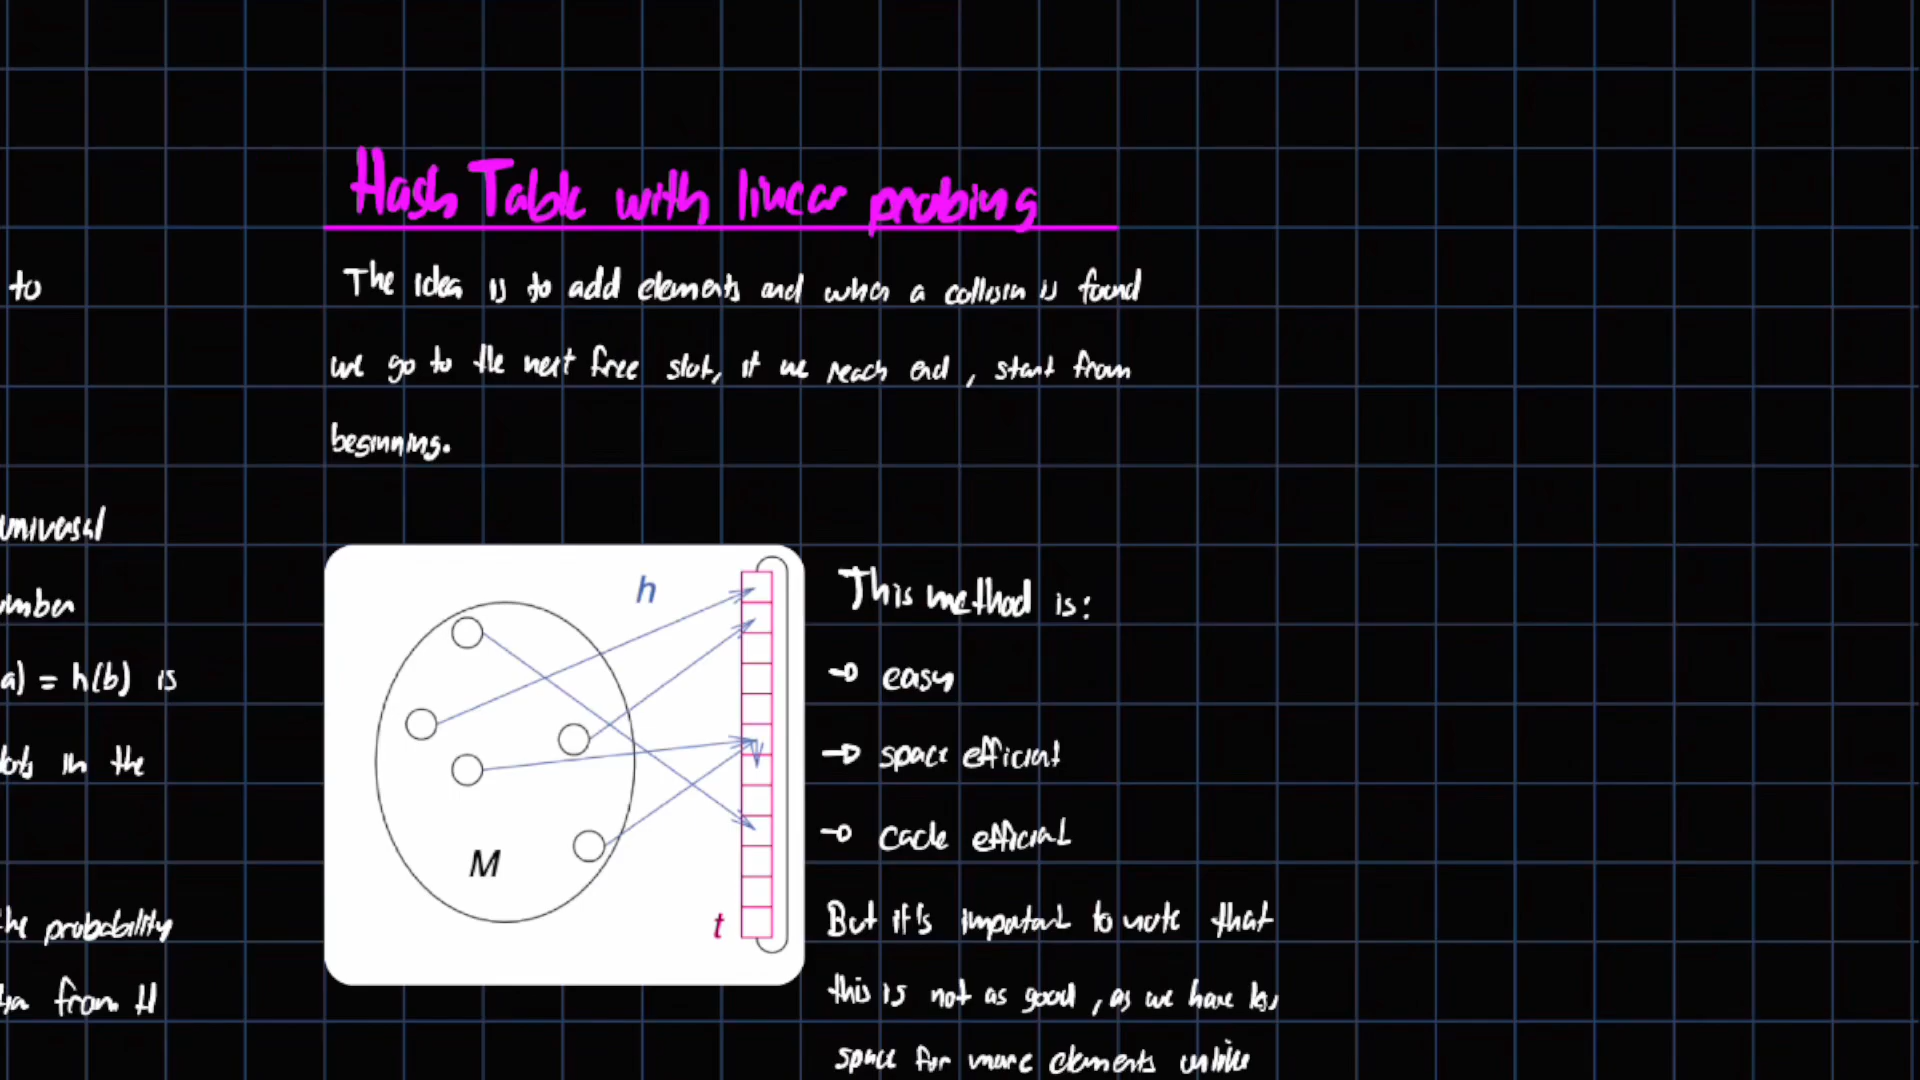 Hash Table with linear probing
to
The idea is to add elements and when a collision is found
we go to the next free slot, if we reach end, start from
beginning.
universal
umber
a) = h(b) is
lots in the
the probability
from H
h
M
t
This method is:
→ easy
→ space efficient
→ cache efficient
But it's important to note that
this is not as good, as we have less
space for more elements unlike